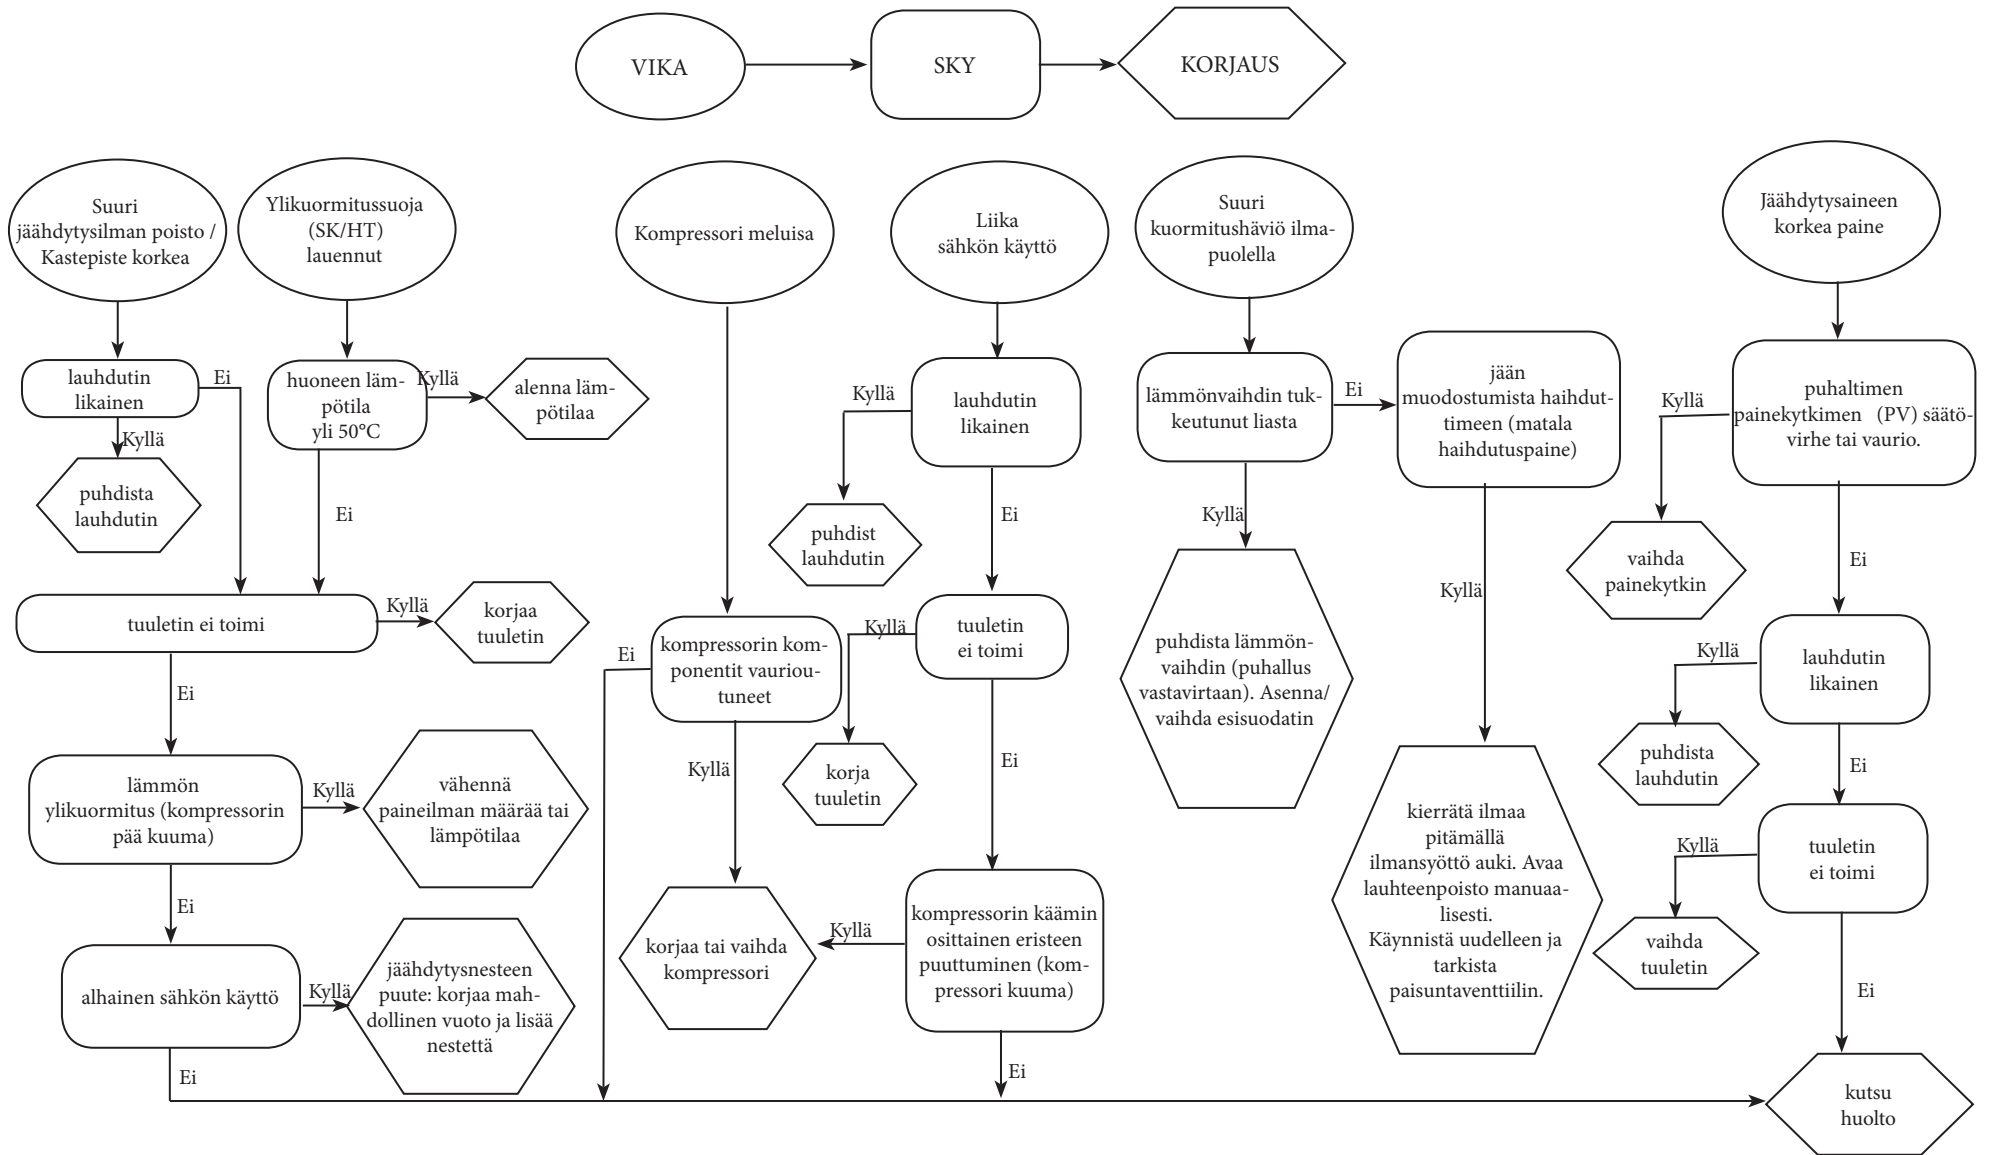 VIKA
SKY
KORJAUS
Suuri
jäähdytysilman poisto /
Kastepiste korkea
Ylikuormitussuoja
(SK/HT)
lauennut
Kompressori meluisa
Liika
sähkön käyttö
Suuri
kuormitushäviö ilma-
puolella
Jäähdytysaineen
korkea paine
lauhdutin
likainen
Ei
Kyllä
puhdista
lauhdutin
huoneen läm-
pötila
yli 50°C
Kyllä
alenna läm-
pötilaa
Ei
tuuletin ei toimi
Kyllä
korjaa
tuuletin
Ei
lämmön
ylikuormitus (kompressorin
pää kuuma)
Kyllä
vähennä
paineilman määrää tai
lämpötilaa
Ei
alhainen sähkön käyttö
Kyllä
jäähdytysnesteen
puute: korjaa mah-
dollinen vuoto ja lisää
nestettä
Ei
kompressorin kom-
ponentit vauriou-
tuneet
Ei
Kyllä
korjaa tai vaihda
kompressori
lauhdutin
likainen
Kyllä
puhdist
lauhdutin
Ei
tuuletin
ei toimi
Kyllä
korja
tuuletin
Ei
kompressorin käämin
osittainen eristeen
puuttuminen (kom-
pressori kuuma)
Kyllä
Ei
lämmönvaihdin tuk-
keutunut liasta
Ei
Kyllä
puhdista lämmön-
vaihdin (puhallus
vastavirtaan). Asenna/
vaihda esisuodatin
jään
muodostumista haihdut-
timeen (matala
haihdutuspaine)
Kyllä
kierrätä ilmaa
pitämällä
ilmansyöttö auki. Avaa
lauhteenpoisto manuaa-
lisesti.
Käynnistä uudelleen ja
tarkista
paisuntaventtiilin.
puhaltimen
painekytkimen (PV) säätö-
virhe tai vaurio.
Kyllä
vaihda
painekytkin
Ei
lauhdutin
likainen
Kyllä
puhdista
lauhdutin
Ei
tuuletin
ei toimi
Kyllä
vaihda
tuuletin
Ei
kutsu
huolto